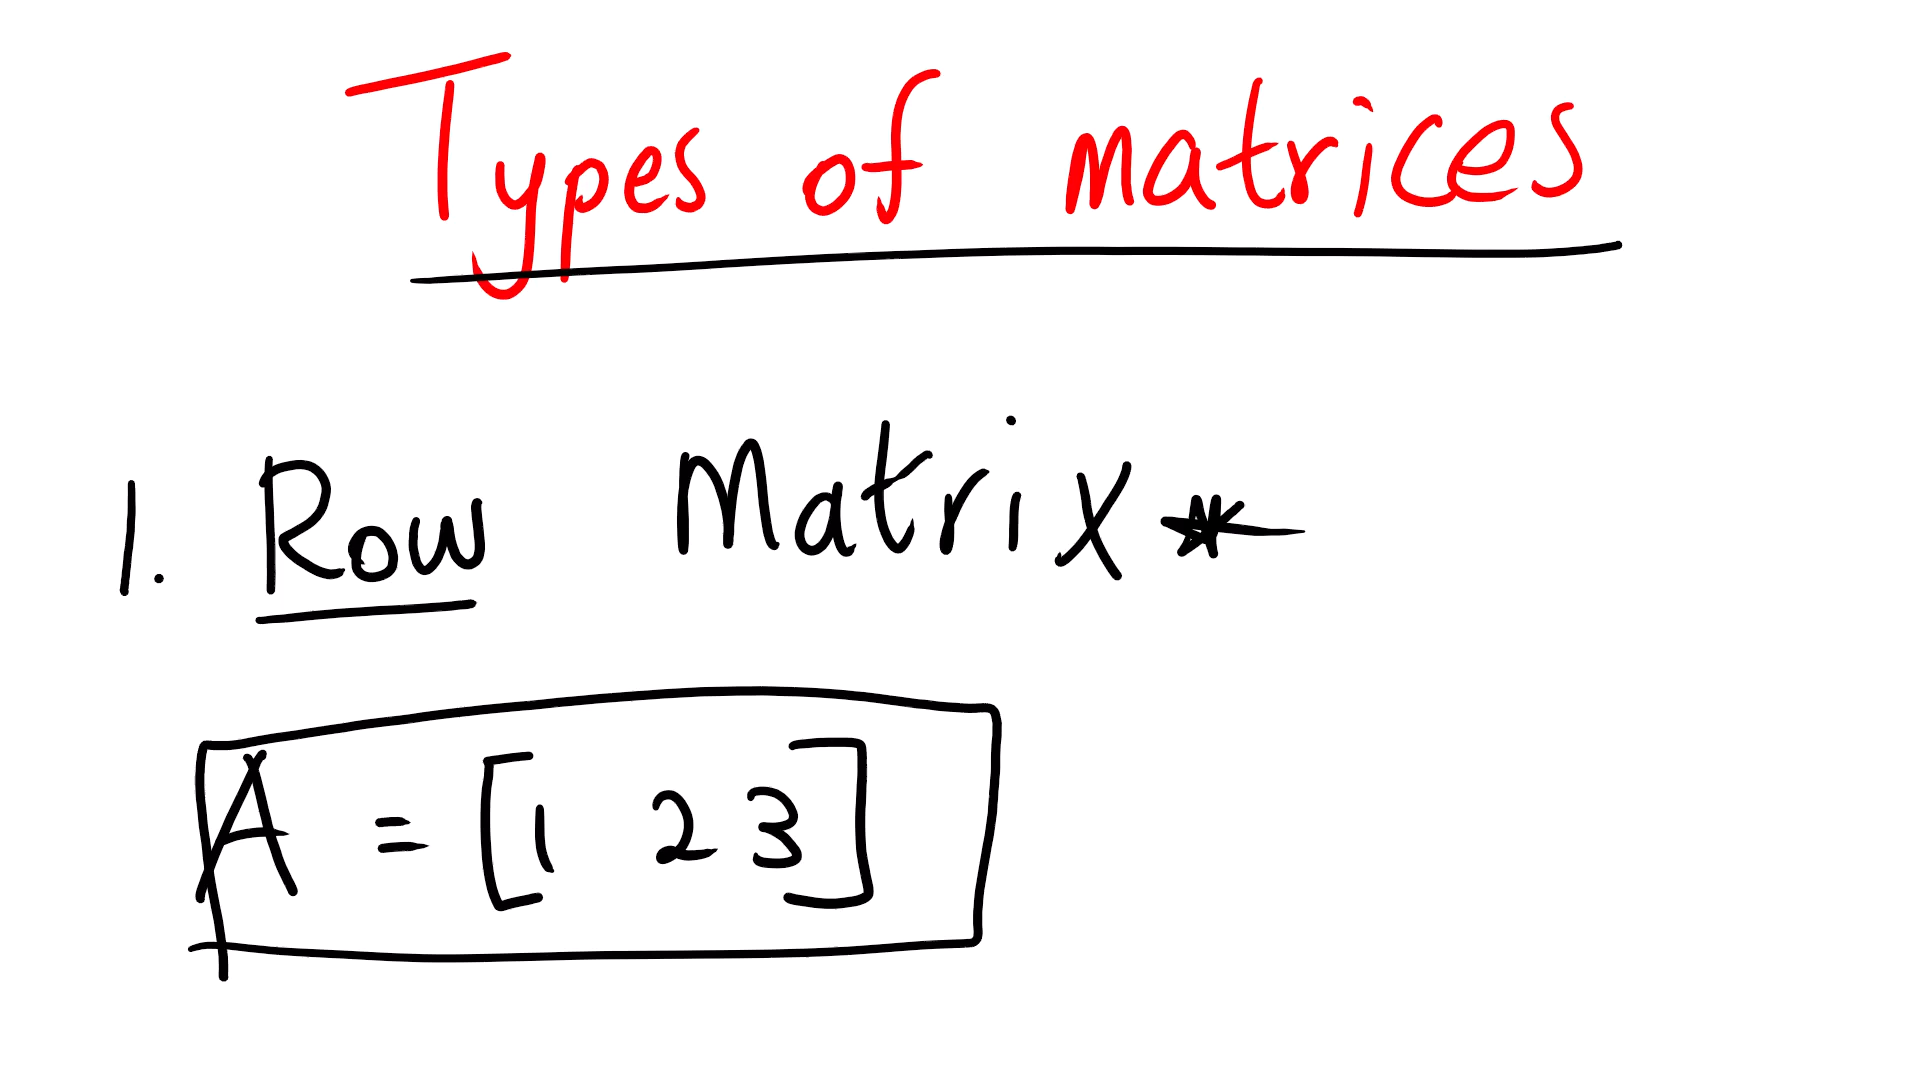 Types of matrices
1. Row Matrix *
A = [1 2 3]